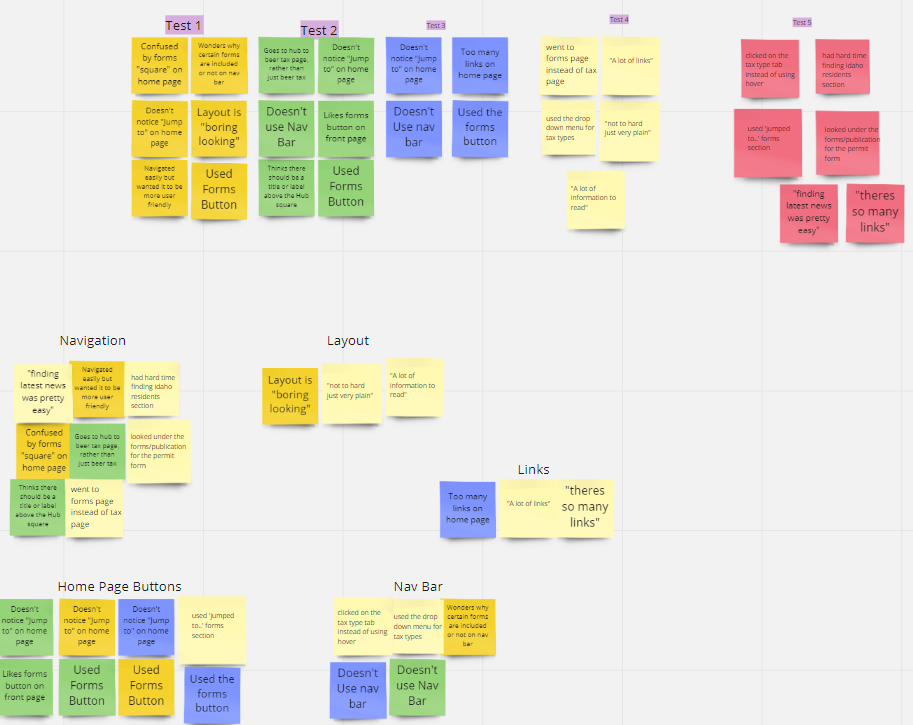 Test 1
Test 2
Test 3
Test 4
Test 5
Confused
by forms
"square" on
home page
Wonders why
certain forms
are included
or not on nav
bar
Doesn't
notice "Jump
to" on home
page
Layout is
"boring
looking"
Navigated
easily but
wanted it to be
more user
friendly
Used
Forms
Button
Goes to hub to
beer tax page,
rather than
just beer tax
Doesn't
notice "Jump
to" on home
page
Doesn't
use Nav
Bar
Likes forms
button on
front page
Thinks there
should be a
title or label
above the Hub
square
Used
Forms
Button
Doesn't
notice "Jump
to" on home
page
Too many
links on
home page
Doesn't
Use nav
bar
Used the
forms
button
went to
forms page
instead of tax
page
"A lot of links"
used the drop
down menu for
tax types
"not to hard
just very plain"
"A lot of
information to
read"
clicked on the
tax type tab
instead of using
hover
had hard time
finding Idaho
residents
section
used 'jumped
to..' forms
section
looked under the
forms/publication
for the permit
form
"finding
latest news
was pretty
easy"
"theres
so many
links"
Navigation
"finding
latest news
was pretty
easy"
Navigated
easily but
wanted it to be
more user
friendly
had hard time
finding Idaho
residents
section
Confused
by forms
"square" on
home page
Goes to hub to
beer tax page,
rather than
just beer tax
looked under the
forms/publication
for the permit
form
Thinks there
should be a
title or label
above the Hub
square
went to
forms page
instead of tax
page
Layout
Layout is
"boring
looking"
"not to hard
just very plain"
"A lot of
information to
read"
Links
Too many
links on
home page
"A lot of links"
"theres
so many
links"
Home Page Buttons
Doesn't
notice "Jump
to" on home
page
Doesn't
notice "Jump
to" on home
page
Doesn't
notice "Jump
to" on home
page
used 'jumped
to..' forms
section
Likes forms
button on
front page
Used
Forms
Button
Used
Forms
Button
Used the
forms
button
Nav Bar
clicked on the
tax type tab
instead of using
hover
used the drop
down menu for
tax types
Wonders why
certain forms
are included
or not on nav
bar
Doesn't
Use nav
bar
Doesn't
use Nav
Bar